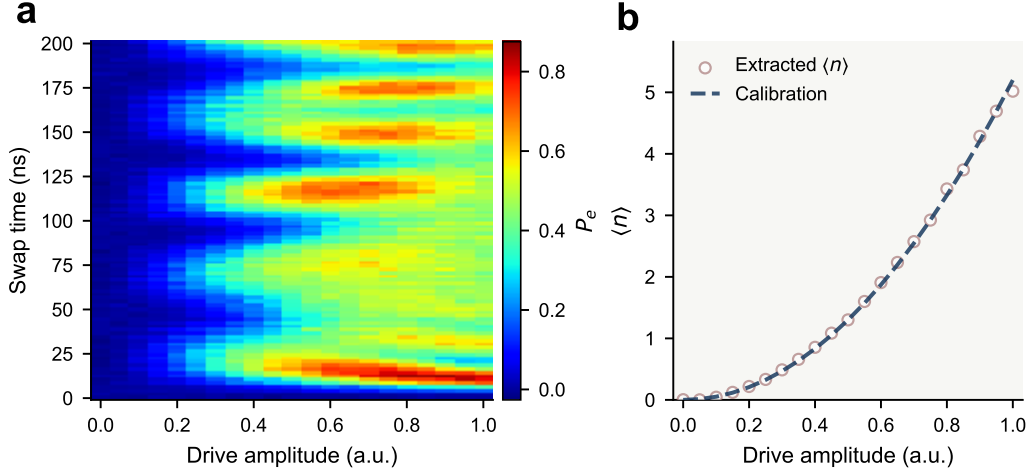 a
200
175
150
125
100
75
50
25
0
Swap time (ns)
0.0 0.2 0.4 0.6 0.8 1.0
Drive amplitude (a.u.)
0.8
0.6
0.4
0.2
0.0
Pₑ
b
Extracted ⟨n⟩
Calibration
5
4
3
2
1
0
⟨n⟩
0.0 0.2 0.4 0.6 0.8 1.0
Drive amplitude (a.u.)